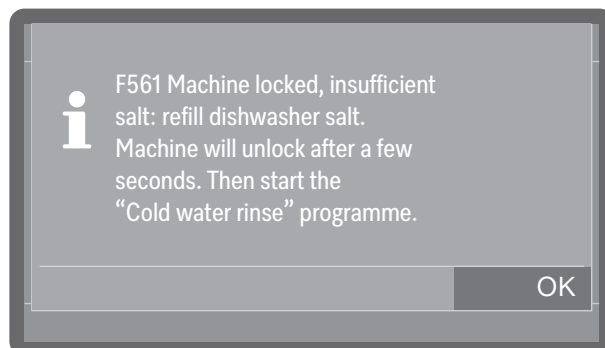 F561 Machine locked, insufficient
salt: refill dishwasher salt.
Machine will unlock after a few
seconds. Then start the
“Cold water rinse” programme.
OK